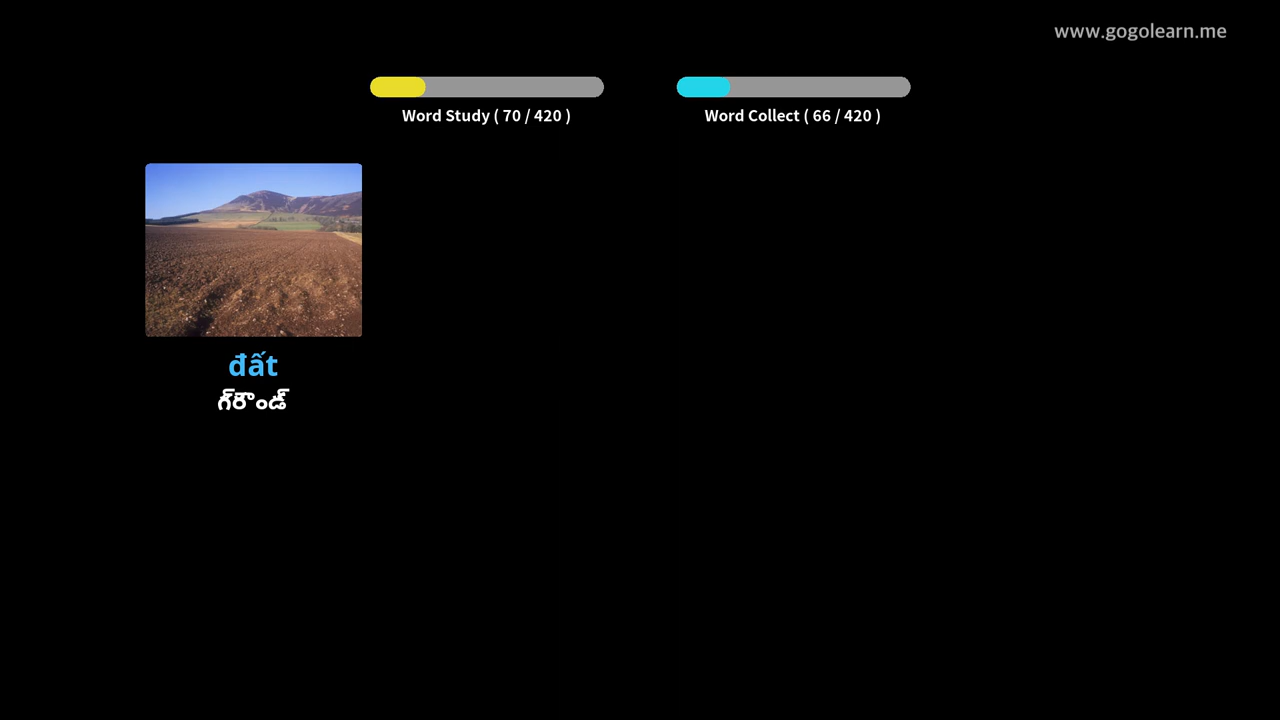 www.gogolearn.me
Word Study ( 70 / 420 )
Word Collect ( 66 / 420 )
đất
గ్‌రౌండ్